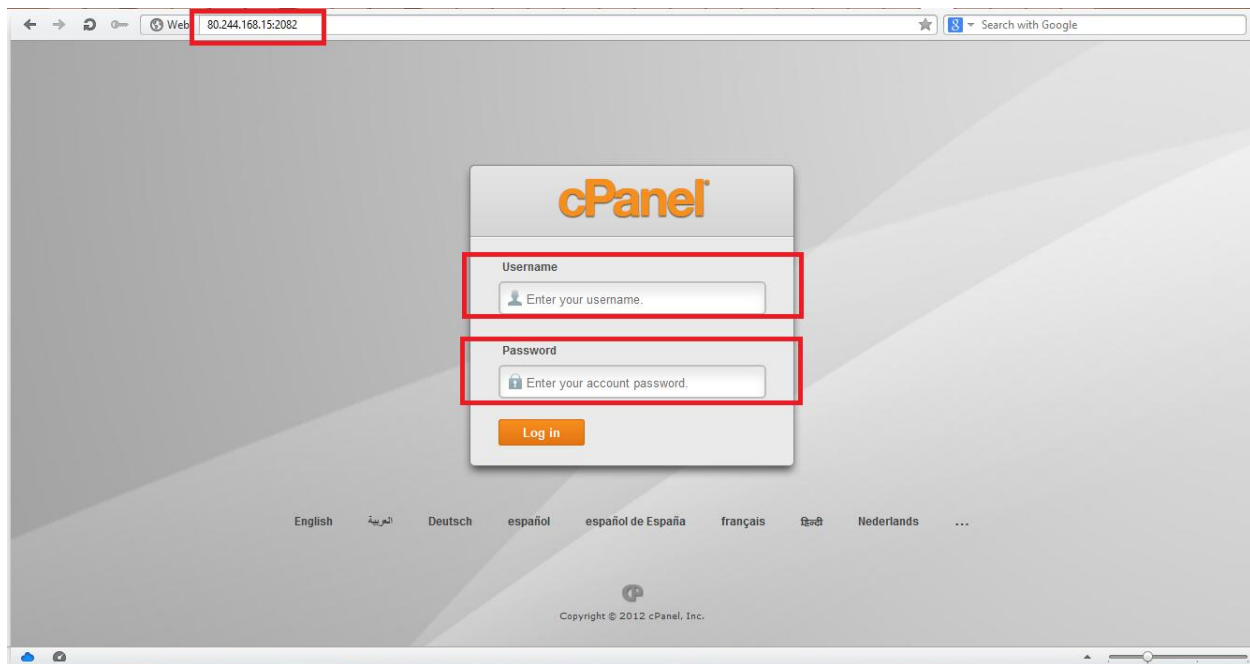 Web 80.244.168.15:2082 Search with Google
cPanel
Username
Enter your username.
Password
Enter your account password.
Log in
English العربية Deutsch español español de España français हिन्दी Nederlands ...
Copyright © 2012 cPanel, Inc.